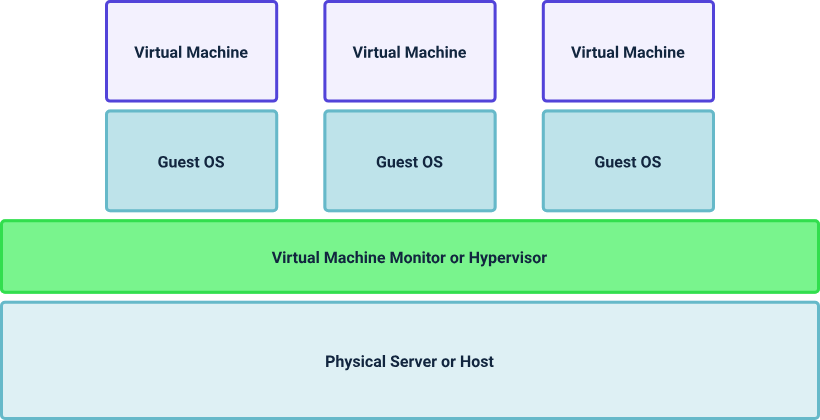 Virtual Machine
Virtual Machine
Virtual Machine
Guest OS
Guest OS
Guest OS
Virtual Machine Monitor or Hypervisor
Physical Server or Host